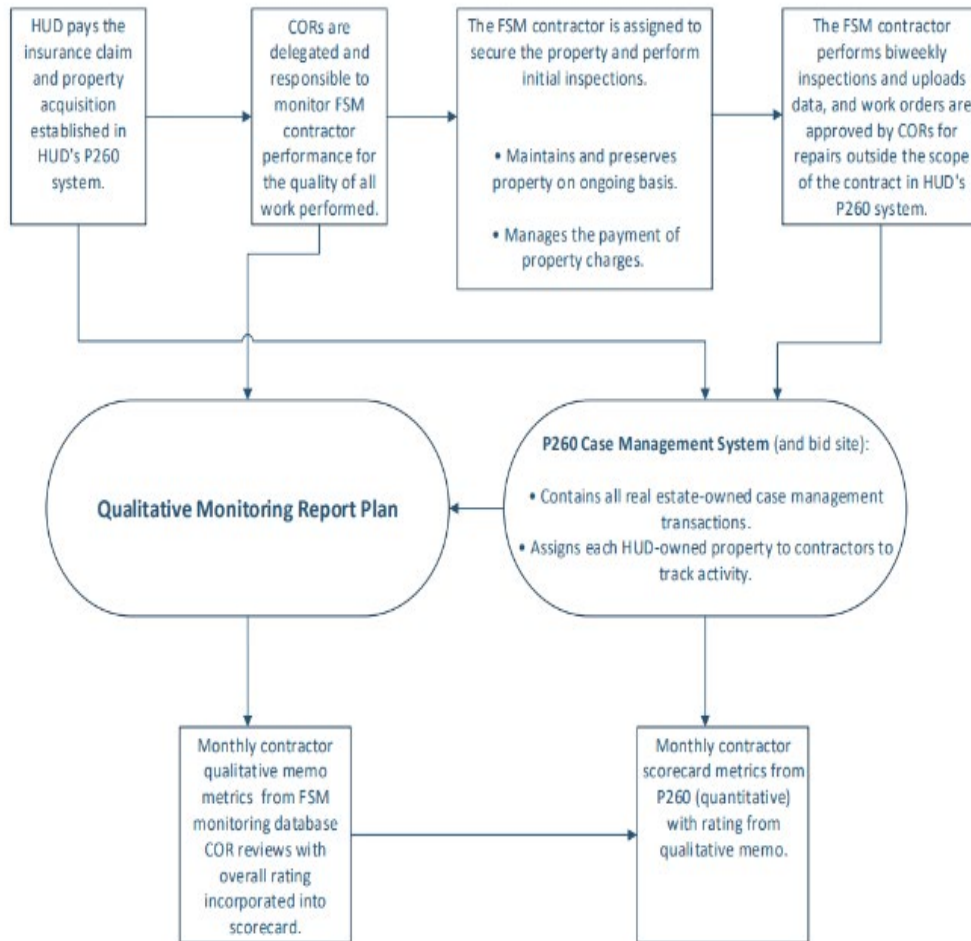 HUD pays the
insurance claim
and property
acquisition
established in
HUD's P260
system.
CORs are
delegated and
responsible to
monitor FSM
contractor
performance for
the quality of all
work performed.
The FSM contractor is assigned to
secure the property and perform
initial inspections.
• Maintains and preserves
property on ongoing basis.
• Manages the payment of
property charges.
The FSM contractor
performs biweekly
inspections and uploads
data, and work orders are
approved by CORs for
repairs outside the scope
of the contract in HUD's
P260 system.
Qualitative Monitoring Report Plan
P260 Case Management System (and bid site):
• Contains all real estate-owned case management
transactions.
• Assigns each HUD-owned property to contractors to
track activity.
Monthly contractor
qualitative memo
metrics from FSM
monitoring database
COR reviews with
overall rating
incorporated into
scorecard.
Monthly contractor
scorecard metrics from
P260 (quantitative)
with rating from
qualitative memo.